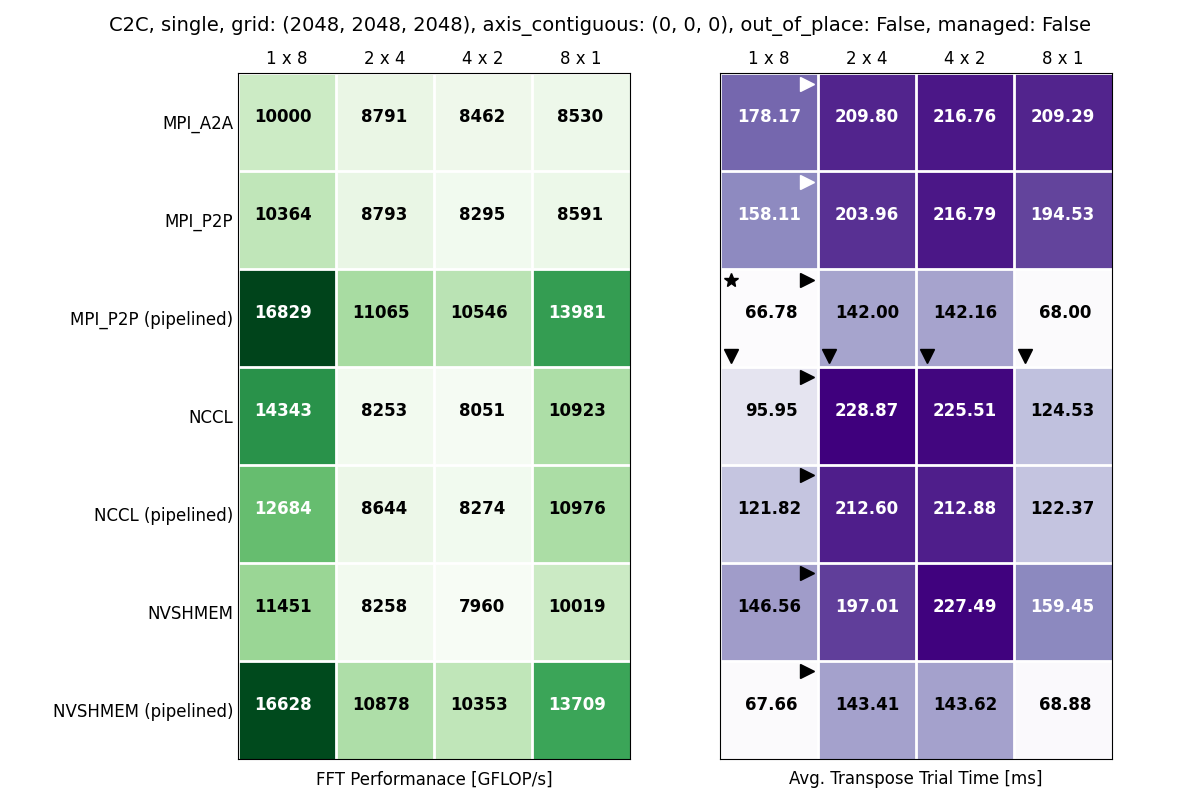 C2C, single, grid: (2048, 2048, 2048), axis_contiguous: (0, 0, 0), out_of_place: False, managed: False
1 x 8 2 x 4 4 x 2 8 x 1 1 x 8 2 x 4 4 x 2 8 x 1
MPI_A2A 10000 8791 8462 8530 178.17 209.80 216.76 209.29
MPI_P2P 10364 8793 8295 8591 158.11 203.96 216.79 194.53
MPI_P2P (pipelined) 16829 11065 10546 13981 66.78 142.00 142.16 68.00
NCCL 14343 8253 8051 10923 95.95 228.87 225.51 124.53
NCCL (pipelined) 12684 8644 8274 10976 121.82 212.60 212.88 122.37
NVSHMEM 11451 8258 7960 10019 146.56 197.01 227.49 159.45
NVSHMEM (pipelined) 16628 10878 10353 13709 67.66 143.41 143.62 68.88
FFT Performanace [GFLOP/s] Avg. Transpose Trial Time [ms]